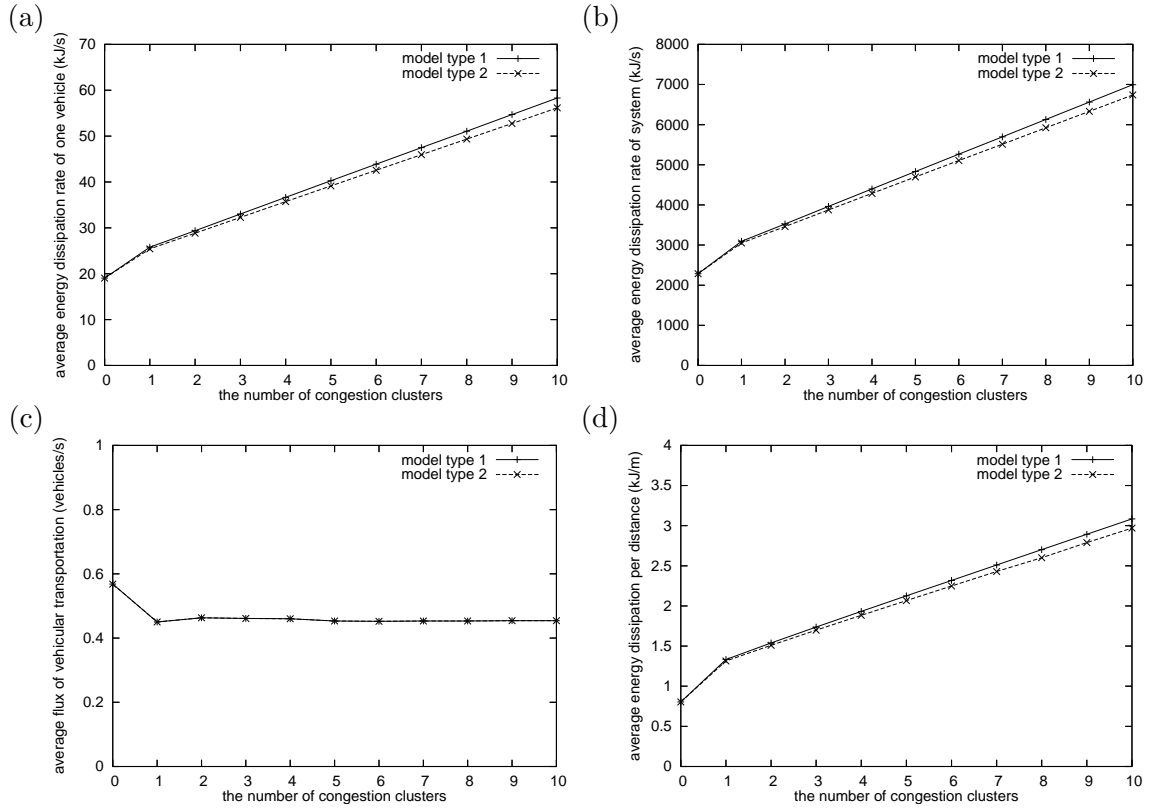 (a)
average energy dissipation rate of one vehicle (kJ/s)
70
60
50
40
30
20
10
0
model type 1
model type 2
0 1 2 3 4 5 6 7 8 9 10
the number of congestion clusters
(b)
average energy dissipation rate of system (kJ/s)
8000
7000
6000
5000
4000
3000
2000
1000
0
model type 1
model type 2
0 1 2 3 4 5 6 7 8 9 10
the number of congestion clusters
(c)
average flux of vehicular transportation (vehicles/s)
1
0.8
0.6
0.4
0.2
0
model type 1
model type 2
0 1 2 3 4 5 6 7 8 9 10
the number of congestion clusters
(d)
average energy dissipation per distance (kJ/m)
4
3.5
3
2.5
2
1.5
1
0.5
0
model type 1
model type 2
0 1 2 3 4 5 6 7 8 9 10
the number of congestion clusters